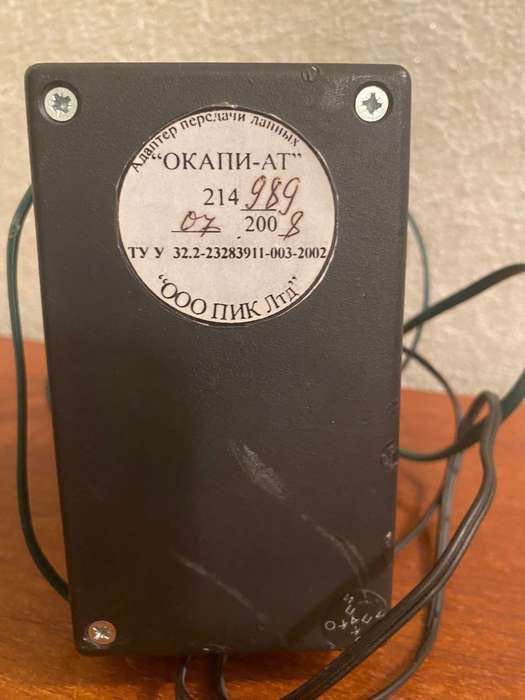 Адаптер передачи данных
"ОКАПИ-АТ"
214 989
07 . 2008
ТУ У 32.2-23283911-003-2002
"ООО ПИК Лтд"